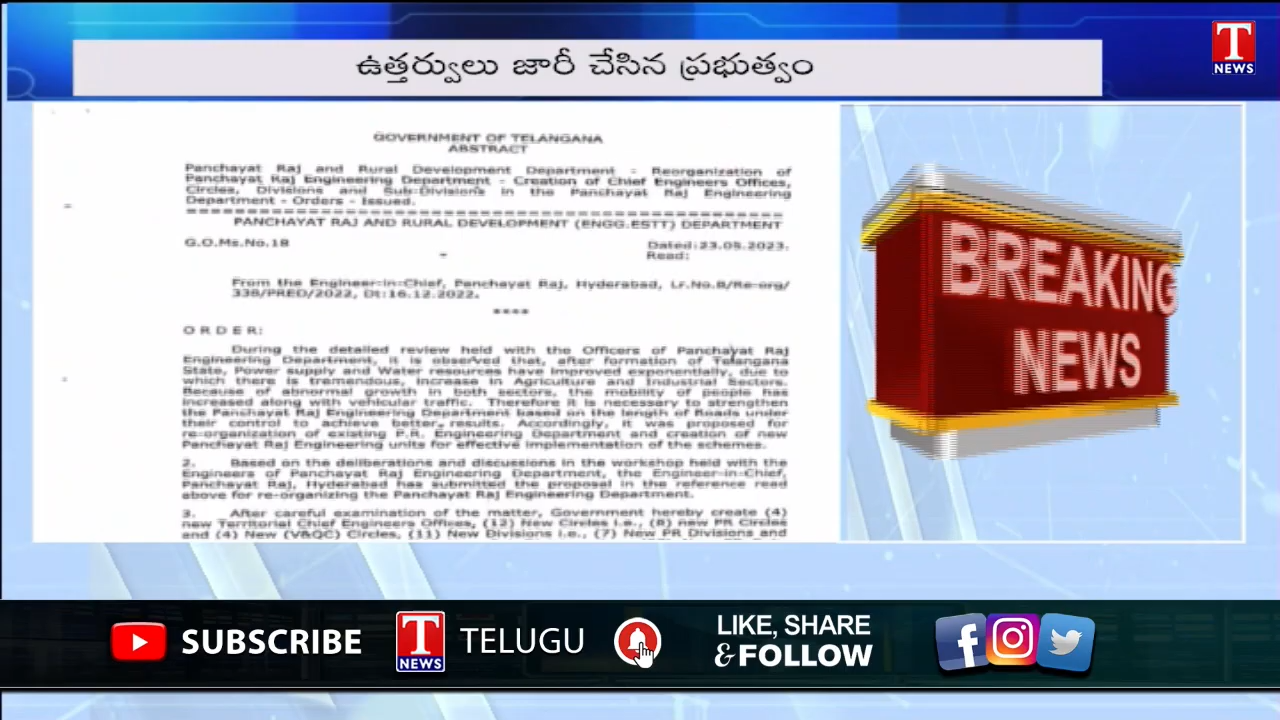 ఉత్తర్వులు జారీ చేసిన ప్రభుత్వం
T
NEWS
GOVERNMENT OF TELANGANA
ABSTRACT
Panchayat Raj and Rural Development Department - Reorganization of
Panchayat Raj Engineering Department - Creation of Chief Engineers Offices,
Circles, Divisions and Sub-Divisions in the Panchayat Raj Engineering
Department - Orders - Issued.
PANCHAYAT RAJ AND RURAL DEVELOPMENT (ENGG.ESTT) DEPARTMENT
G.O.Ms.No.18
Dated:23.05.2023.
Read:
From the Engineer-in-Chief, Panchayat Raj, Hyderabad, Lr.No.B/Re-org/
338/PRED/2022, Dt:16.12.2022.
****
O R D E R:
During the detailed review held with the Officers of Panchayat Raj
Engineering Department, it is observed that, after formation of Telangana
State, Power supply and Water resources have improved exponentially, due to
which there is tremendous, increase in Agriculture and Industrial Sectors.
Because of abnormal growth in both sectors, the mobility of people has
increased along with vehicular traffic. Therefore it is necessary to strengthen
the Panchayat Raj Engineering Department based on the length of Roads under
their control to achieve better results. Accordingly, it was proposed for
re-organization of existing P.R. Engineering Department and creation of new
Panchayat Raj Engineering units for effective implementation of the schemes.
2. Based on the deliberations and discussions in the workshop held with the
Engineers of Panchayat Raj Engineering Department, the Engineer-in-Chief,
Panchayat Raj, Hyderabad has submitted the proposal in the reference read
above for re-organizing the Panchayat Raj Engineering Department.
3. After careful examination of the matter, Government hereby create (4)
new Territorial Chief Engineers Offices, (12) New Circles i.e., (8) new PR Circles
and (4) New (V&QC) Circles, (11) New Divisions i.e., (7) New PR Divisions and
BREAKING
NEWS
SUBSCRIBE
T
NEWS
TELUGU
LIKE, SHARE
& FOLLOW